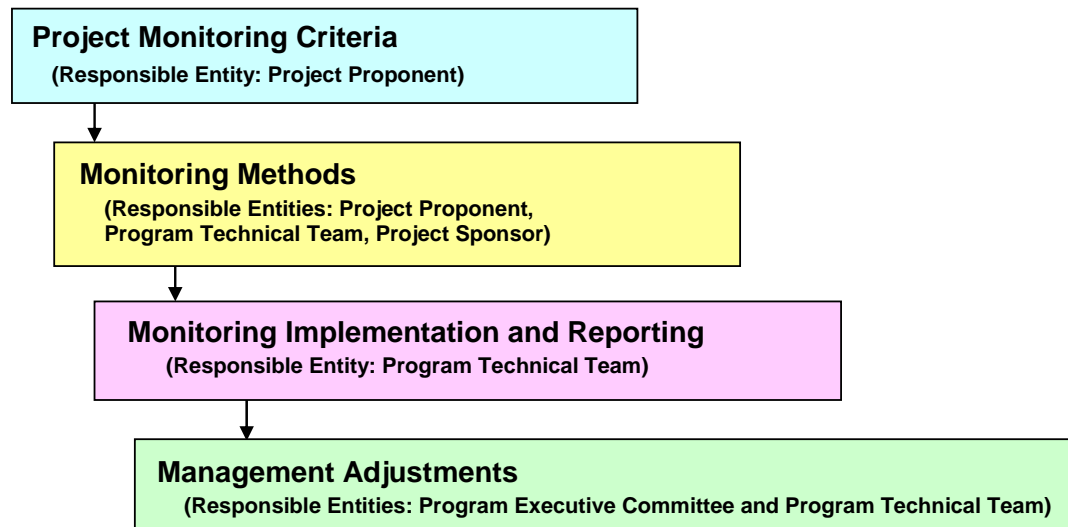 Project Monitoring Criteria
(Responsible Entity: Project Proponent)
Monitoring Methods
(Responsible Entities: Project Proponent,
Program Technical Team, Project Sponsor)
Monitoring Implementation and Reporting
(Responsible Entity: Program Technical Team)
Management Adjustments
(Responsible Entities: Program Executive Committee and Program Technical Team)